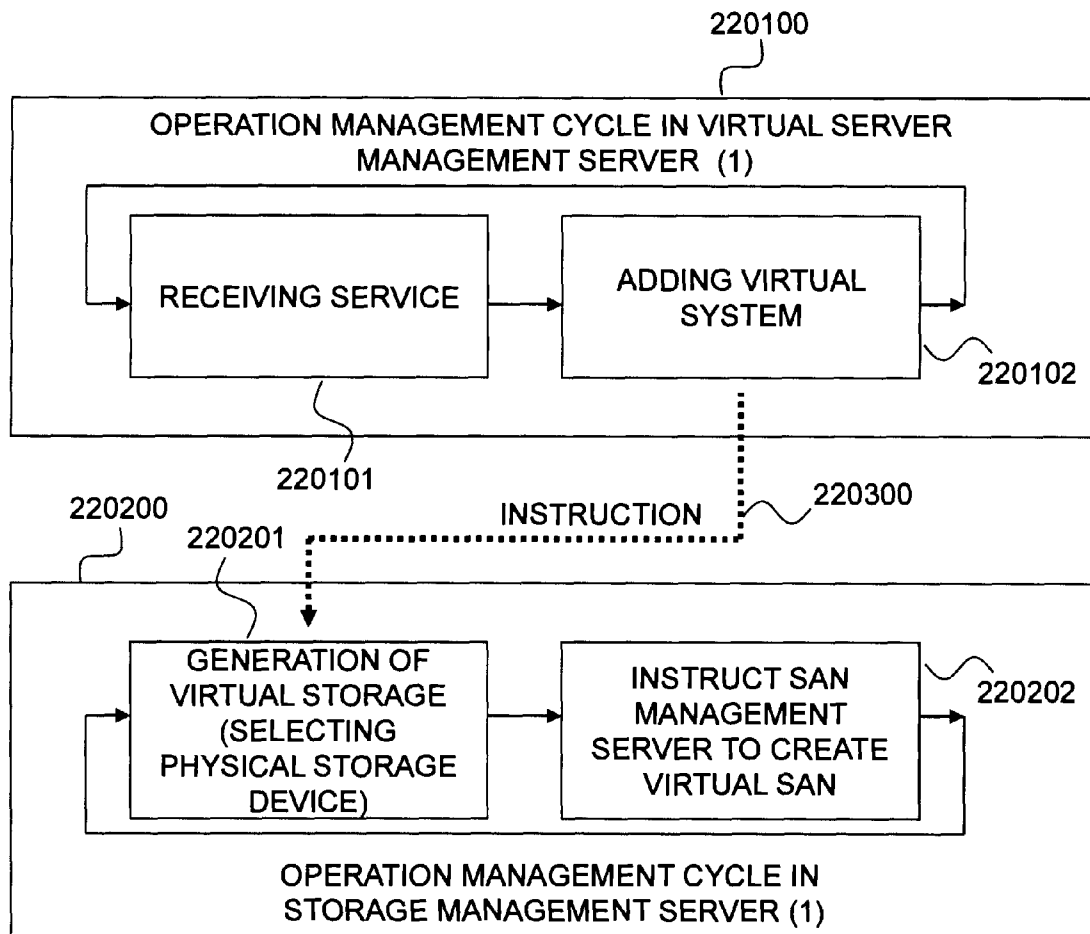 220100
OPERATION MANAGEMENT CYCLE IN VIRTUAL SERVER
MANAGEMENT SERVER (1)
RECEIVING SERVICE
ADDING VIRTUAL
SYSTEM
220102
220101
220300
220200
INSTRUCTION
220201
GENERATION OF
VIRTUAL STORAGE
(SELECTING
PHYSICAL STORAGE
DEVICE)
INSTRUCT SAN
MANAGEMENT
SERVER TO CREATE
VIRTUAL SAN
220202
OPERATION MANAGEMENT CYCLE IN
STORAGE MANAGEMENT SERVER (1)